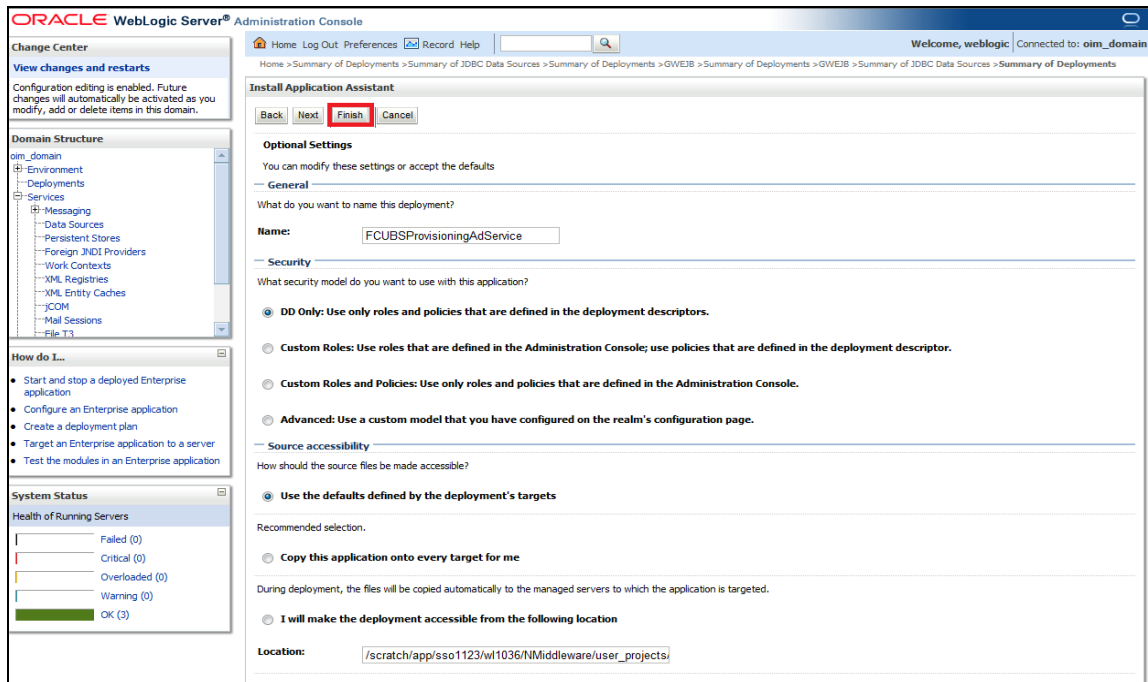 ORACLE WebLogic Server® Administration Console
Change Center
View changes and restarts
Configuration editing is enabled. Future
changes will automatically be activated as you
modify, add or delete items in this domain.
Domain Structure
oim_domain
Environment
Deployments
Services
Messaging
Data Sources
Persistent Stores
Foreign JNDI Providers
Work Contexts
XML Registries
XML Entity Caches
jCOM
Mail Sessions
File T3
How do I...
Start and stop a deployed Enterprise
application
Configure an Enterprise application
Create a deployment plan
Target an Enterprise application to a server
Test the modules in an Enterprise application
System Status
Health of Running Servers
Failed (0)
Critical (0)
Overloaded (0)
Warning (0)
OK (3)
Home Log Out Preferences Record Help
Welcome, weblogic Connected to: oim_domain
Home >Summary of Deployments >Summary of JDBC Data Sources >Summary of Deployments >GWEJB >Summary of Deployments >GWEJB >Summary of JDBC Data Sources >Summary of Deployments
Install Application Assistant
Back Next Finish Cancel
Optional Settings
You can modify these settings or accept the defaults
General
What do you want to name this deployment?
Name: FCUBSProvisioningAdService
Security
What security model do you want to use with this application?
DD Only: Use only roles and policies that are defined in the deployment descriptors.
Custom Roles: Use roles that are defined in the Administration Console; use policies that are defined in the deployment descriptor.
Custom Roles and Policies: Use only roles and policies that are defined in the Administration Console.
Advanced: Use a custom model that you have configured on the realm's configuration page.
Source accessibility
How should the source files be made accessible?
Use the defaults defined by the deployment's targets
Recommended selection.
Copy this application onto every target for me
During deployment, the files will be copied automatically to the managed servers to which the application is targeted.
I will make the deployment accessible from the following location
Location: /scratch/app/sso1123/wl1036/NMiddleware/user_projects/